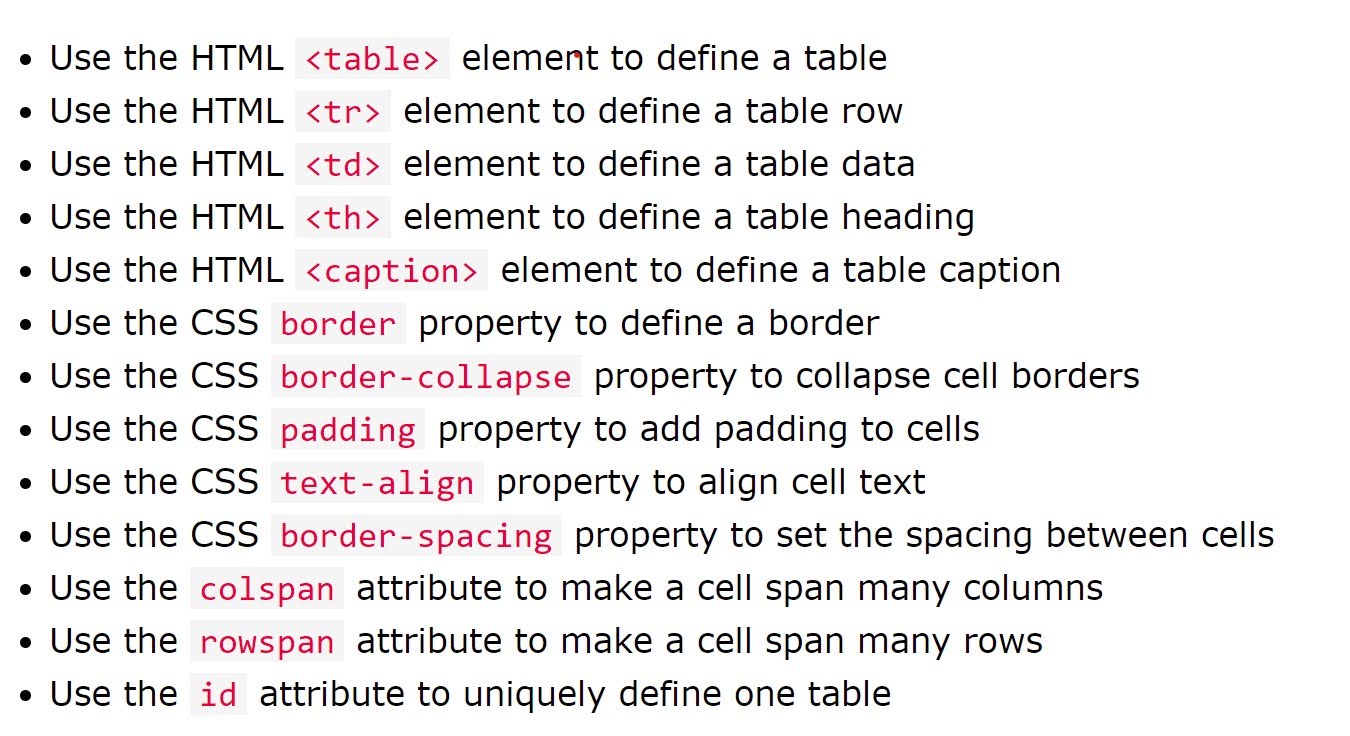 • Use the HTML <table> element to define a table
• Use the HTML <tr> element to define a table row
• Use the HTML <td> element to define a table data
• Use the HTML <th> element to define a table heading
• Use the HTML <caption> element to define a table caption
• Use the CSS border property to define a border
• Use the CSS border-collapse property to collapse cell borders
• Use the CSS padding property to add padding to cells
• Use the CSS text-align property to align cell text
• Use the CSS border-spacing property to set the spacing between cells
• Use the colspan attribute to make a cell span many columns
• Use the rowspan attribute to make a cell span many rows
• Use the id attribute to uniquely define one table